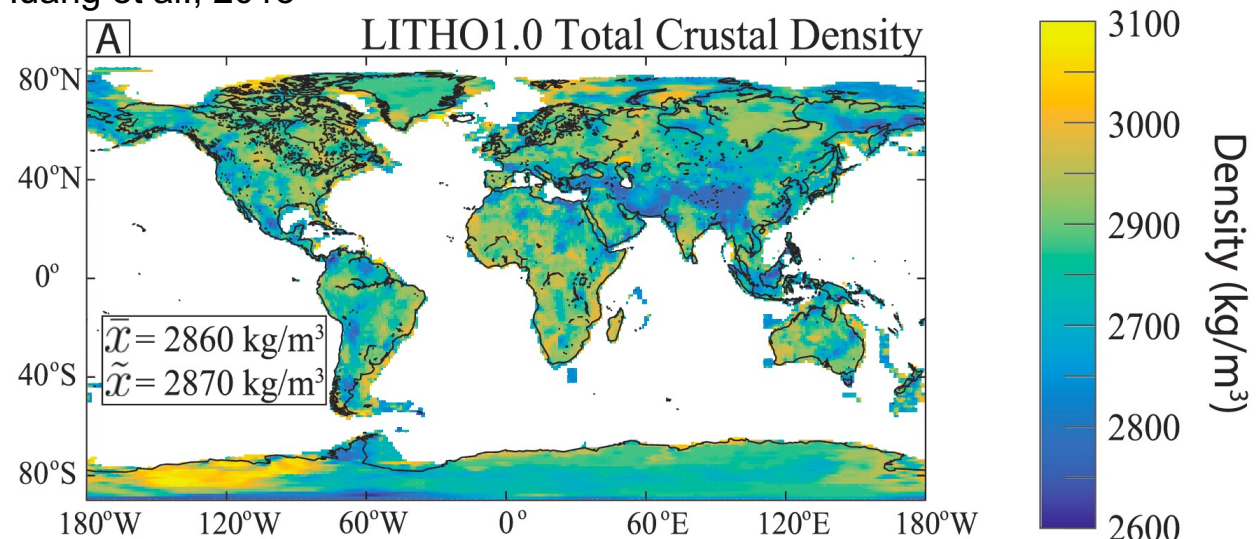 A
LITHO1.0 Total Crustal Density
80°N
40°N
0°
40°S
80°S
x̄ = 2860 kg/m³
x̃ = 2870 kg/m³
180°W 120°W 60°W 0° 60°E 120°E 180°W
3100
3000
2900
2700
2800
2600
Density (kg/m³)